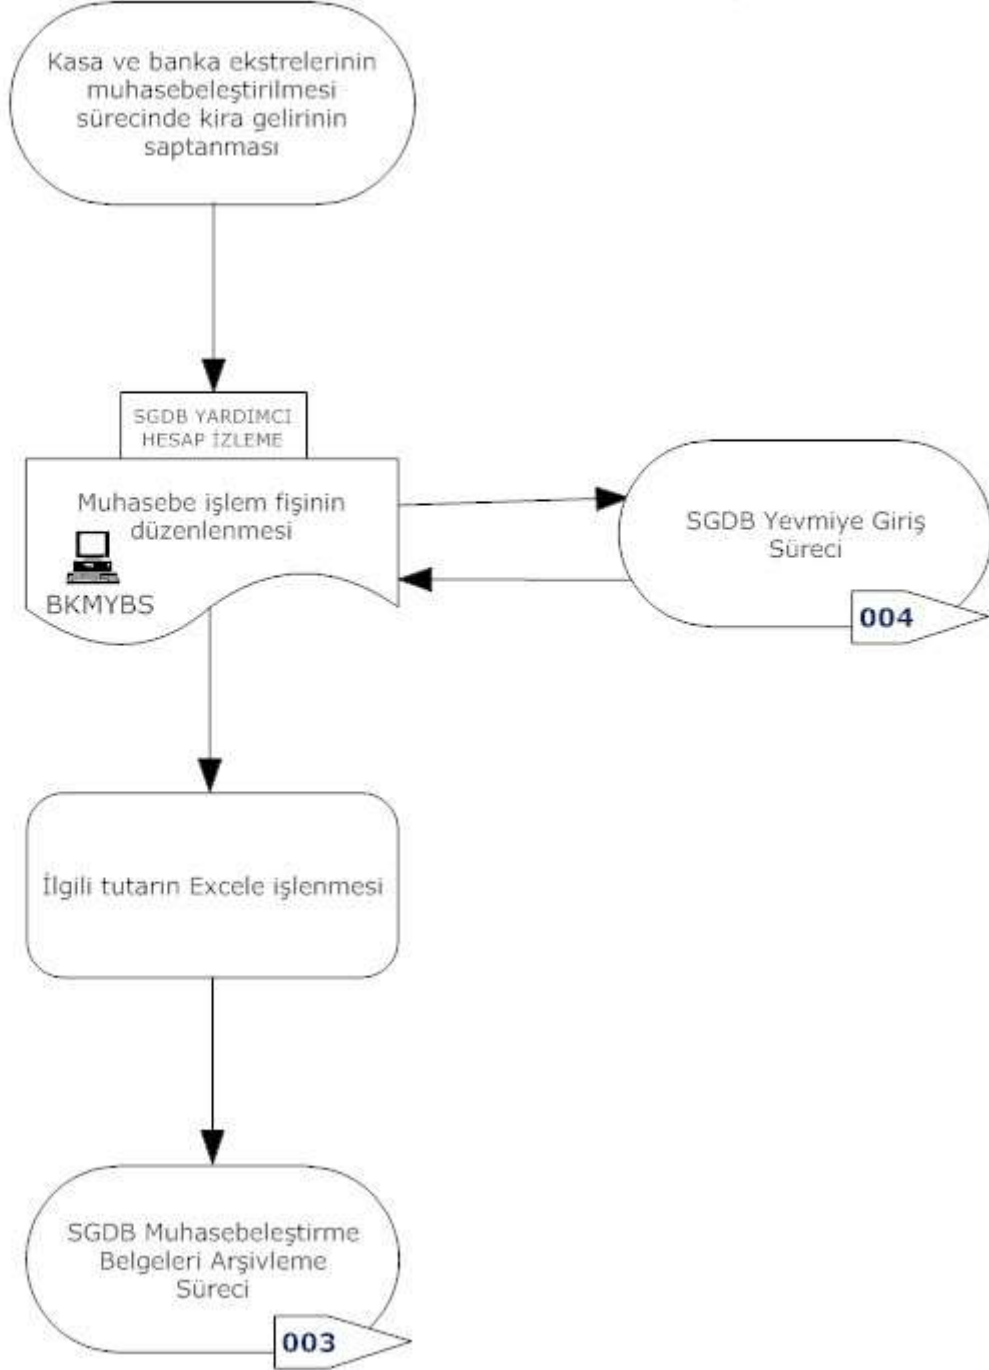 Kasa ve banka ekstrelerinin
muhasebeleştirilmesi
sürecinde kira gelirinin
saptanması
SGDB YARDIMCI
HESAP İZLEME
Muhasebe işlem fişinin
düzenlenmesi
BKMYBS
SGDB Yevmiye Giriş
Süreci
004
İlgili tutarın Excele işlenmesi
SGDB Muhasebeleştirme
Belgeleri Arşivleme
Süreci
003